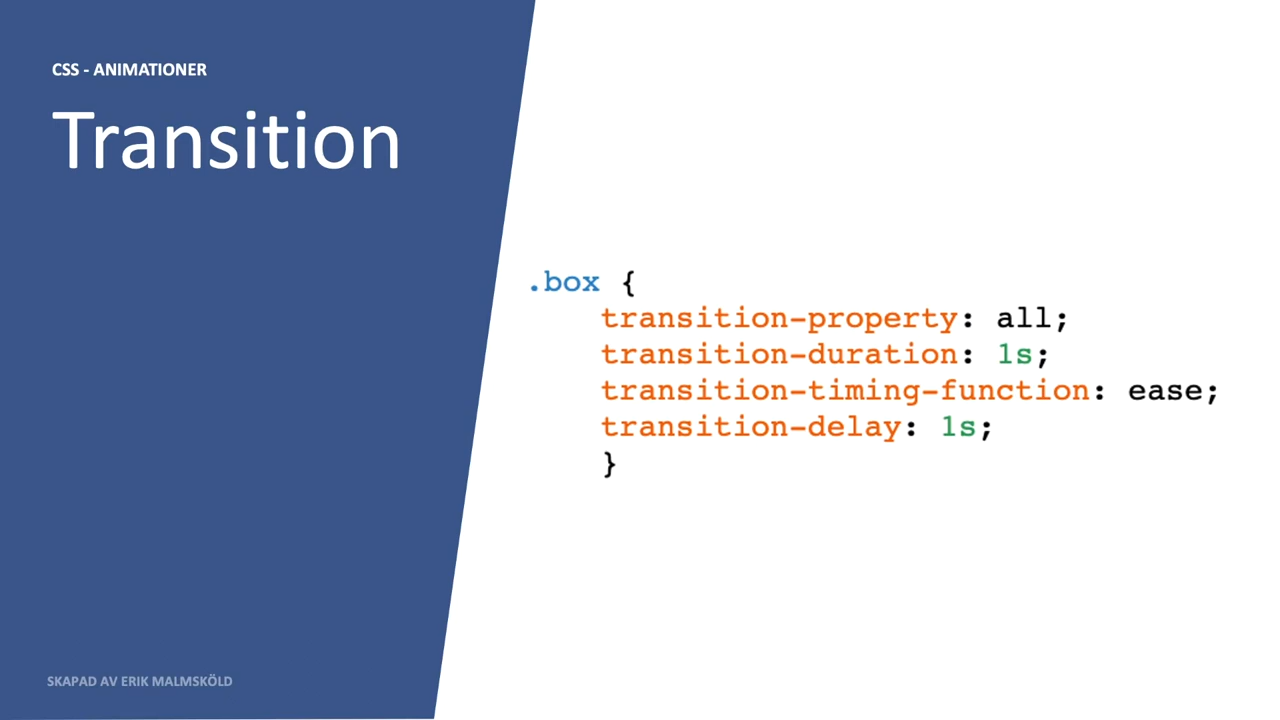 CSS - ANIMATIONER
Transition
.box {
transition-property: all;
transition-duration: 1s;
transition-timing-function: ease;
transition-delay: 1s;
}
SKAPAD AV ERIK MALMSKÖLD